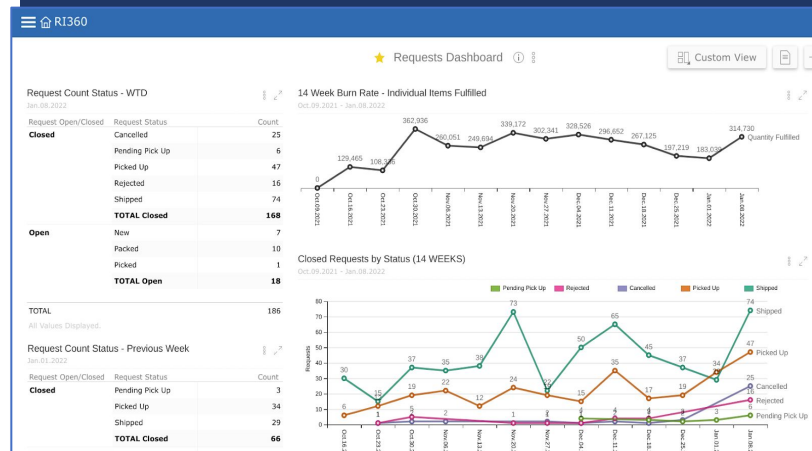 RI360
Requests Dashboard
Custom View
Request Count Status - WTD
Jan.08.2022
Request Open/Closed Request Status Count
Closed Cancelled 25
Pending Pick Up 6
Picked Up 47
Rejected 16
Shipped 74
TOTAL Closed 168
Open New 7
Packed 10
Picked 1
TOTAL Open 18
TOTAL 186
All Values Displayed.
Request Count Status - Previous Week
Jan.01.2022
Request Open/Closed Request Status Count
Closed Pending Pick Up 3
Picked Up 34
Shipped 29
TOTAL Closed 66
14 Week Burn Rate - Individual Items Fulfilled
Oct.09.2021 - Jan.08.2022
0 129,465 362,936 260,051 249,694 339,172 302,341 328,526 296,652 267,125 197,219 314,730
Quantity Fulfilled
Oct.09.2021 Oct.16.2021 Oct.23.2021 Oct.30.2021 Nov.06.2021 Nov.13.2021 Nov.20.2021 Nov.27.2021 Dec.04.2021 Dec.11.2021 Dec.18.2021 Dec.25.2021 Jan.01.2022 Jan.08.2022
Closed Requests by Status (14 WEEKS)
Oct.09.2021 - Jan.08.2022
Pending Pick Up Rejected Cancelled Picked Up Shipped
Requests
80
70
60
50
40
30
20
10
0
30 15 37 35 38 73 22 50 65 45 37 74
6 19 22 12 24 15 35 17 19 34 47
1 5 2 1 25 16 6
Shipped
Picked Up
Cancelled
Rejected
Pending Pick Up